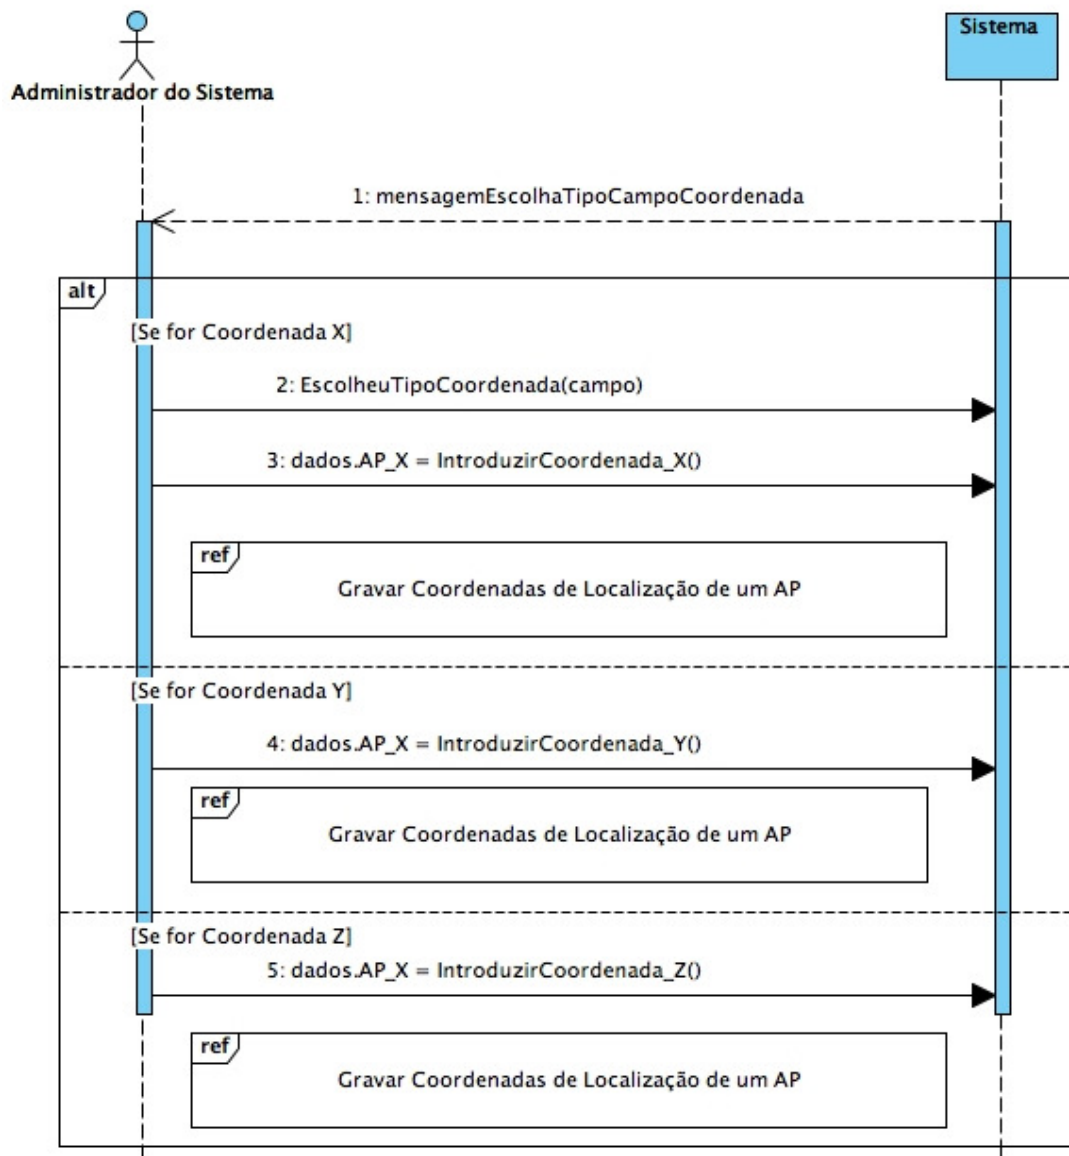 Sistema
Administrador do Sistema
1: mensagemEscolhaTipoCampoCoordenada
alt
[Se for Coordenada X]
2: EscolheuTipoCoordenada(campo)
3: dados.AP_X = IntroduzirCoordenada_X()
ref
Gravar Coordenadas de Localização de um AP
[Se for Coordenada Y]
4: dados.AP_X = IntroduzirCoordenada_Y()
ref
Gravar Coordenadas de Localização de um AP
[Se for Coordenada Z]
5: dados.AP_X = IntroduzirCoordenada_Z()
ref
Gravar Coordenadas de Localização de um AP